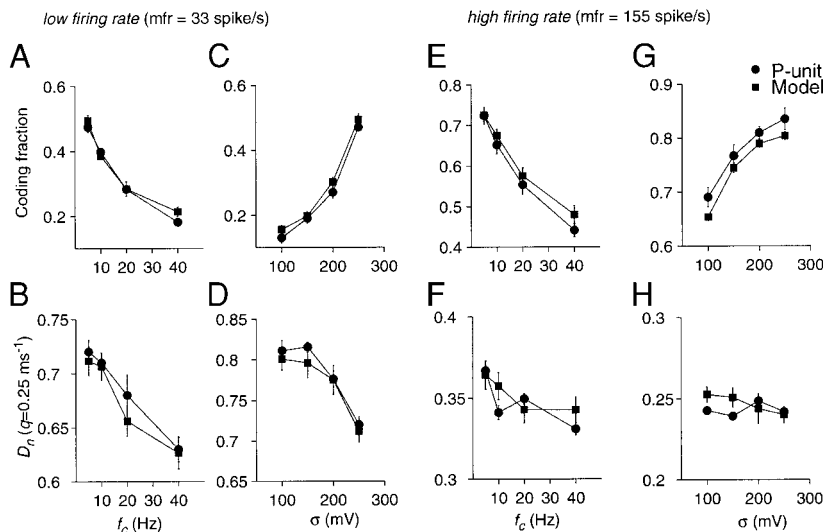 low firing rate (mfr = 33 spike/s)
high firing rate (mfr = 155 spike/s)
A
C
E
G
P-unit
Model
Coding fraction
0.6
0.4
0.2
10 20 30 40
0.6
0.4
0.2
100 200 300
0.8
0.7
0.6
0.5
0.4
10 20 30 40
0.9
0.8
0.7
0.6
100 200 300
B
D
F
H
Dn (q=0.25 ms⁻¹)
0.75
0.7
0.65
0.6
10 20 30 40
fc (Hz)
0.85
0.8
0.75
0.7
0.65
100 200 300
σ (mV)
0.4
0.35
0.3
10 20 30 40
fc (Hz)
0.3
0.25
0.2
100 200 300
σ (mV)